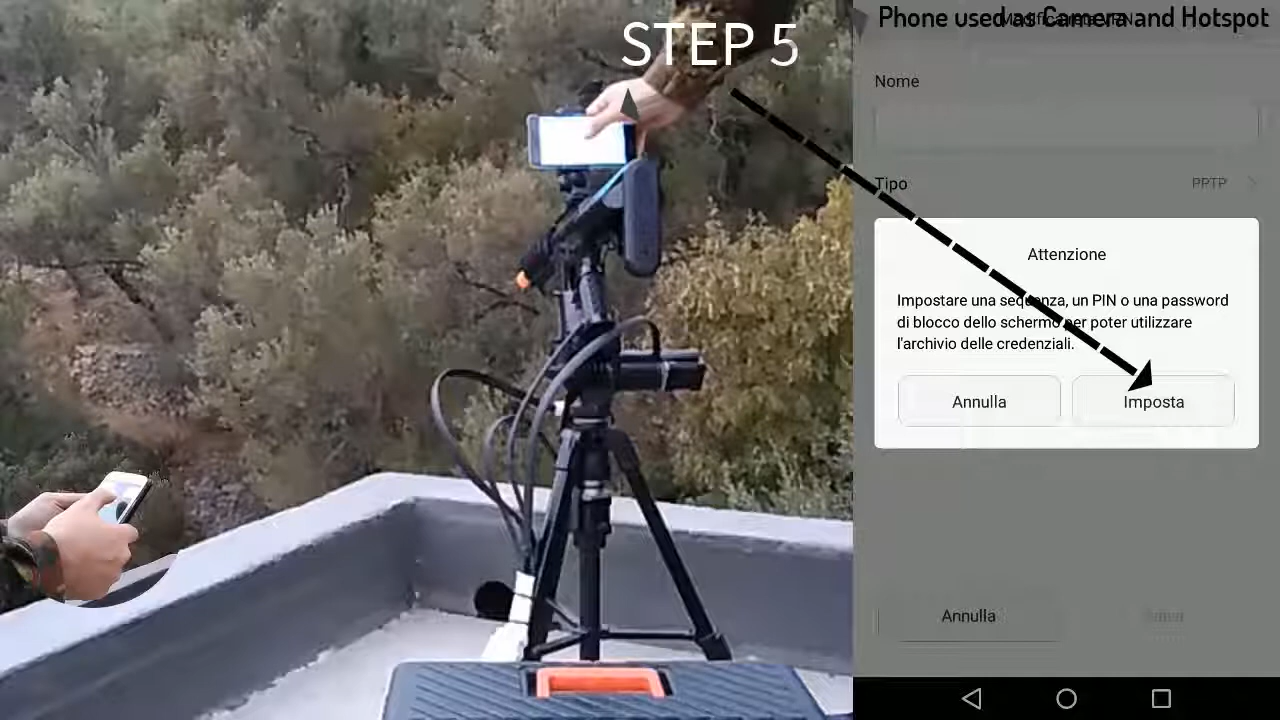 STEP 5
Phone used as Camera and Hotspot
Nome
Tipo
PPTP
Attenzione
Impostare una sequenza, un PIN o una password
di blocco dello schermo per poter utilizzare
l'archivio delle credenziali.
Annulla
Imposta
Annulla